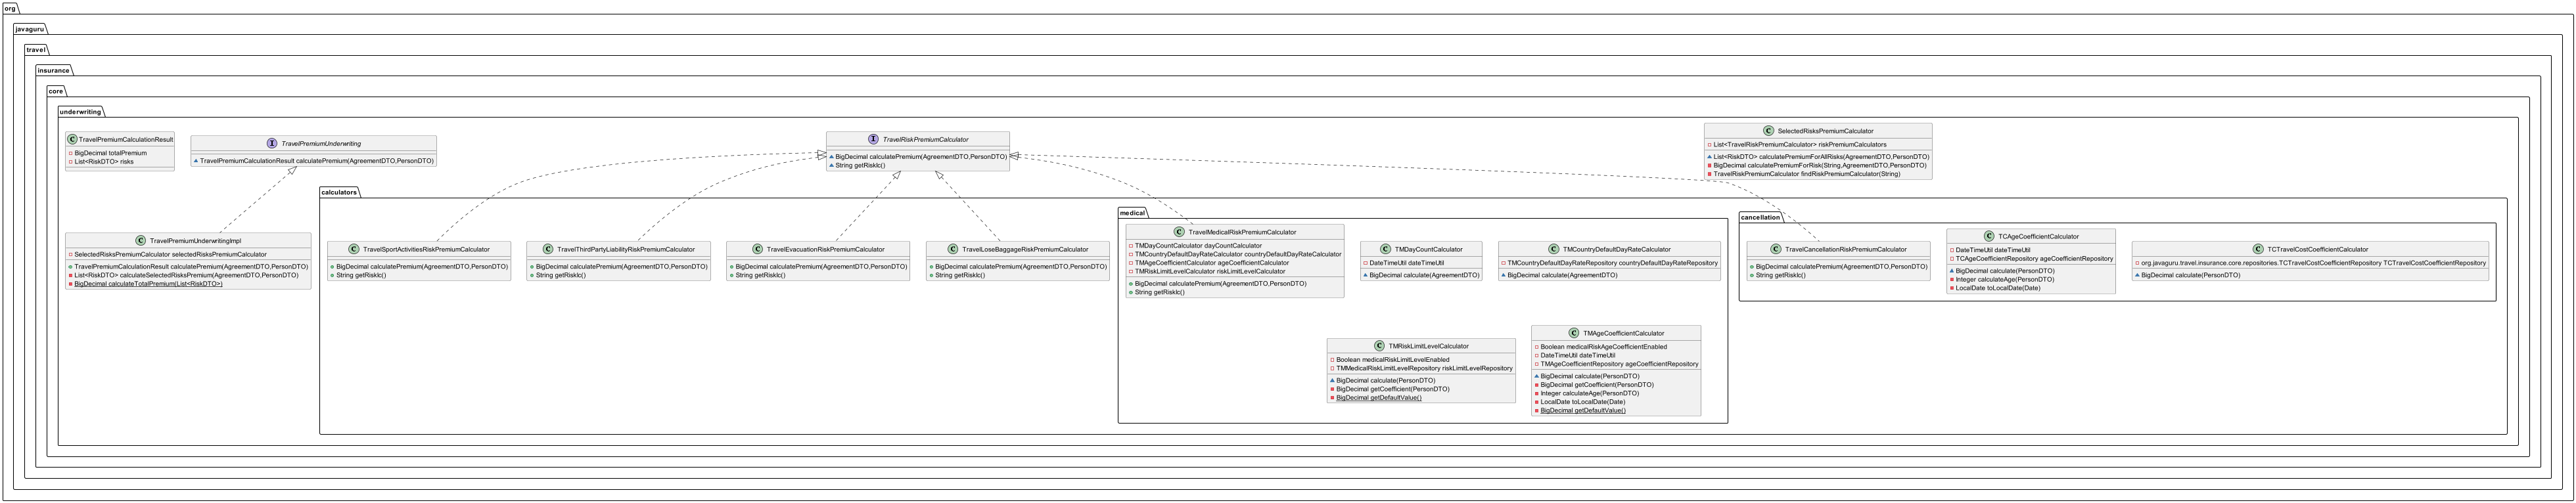 org
javaguru
travel
insurance
core
underwriting
C TravelPremiumCalculationResult
BigDecimal totalPremium
List<RiskDTO> risks
I TravelPremiumUnderwriting
TravelPremiumCalculationResult calculatePremium(AgreementDTO,PersonDTO)
I TravelRiskPremiumCalculator
BigDecimal calculatePremium(AgreementDTO,PersonDTO)
String getRiskIc()
C SelectedRisksPremiumCalculator
List<TravelRiskPremiumCalculator> riskPremiumCalculators
List<RiskDTO> calculatePremiumForAllRisks(AgreementDTO,PersonDTO)
BigDecimal calculatePremiumForRisk(String,AgreementDTO,PersonDTO)
TravelRiskPremiumCalculator findRiskPremiumCalculator(String)
C TravelPremiumUnderwritingImpl
SelectedRisksPremiumCalculator selectedRisksPremiumCalculator
TravelPremiumCalculationResult calculatePremium(AgreementDTO,PersonDTO)
List<RiskDTO> calculateSelectedRisksPremium(AgreementDTO,PersonDTO)
BigDecimal calculateTotalPremium(List<RiskDTO>)
calculators
C TravelSportActivitiesRiskPremiumCalculator
BigDecimal calculatePremium(AgreementDTO,PersonDTO)
String getRiskIc()
C TravelThirdPartyLiabilityRiskPremiumCalculator
BigDecimal calculatePremium(AgreementDTO,PersonDTO)
String getRiskIc()
C TravelEvacuationRiskPremiumCalculator
BigDecimal calculatePremium(AgreementDTO,PersonDTO)
String getRiskIc()
C TravelLoseBaggageRiskPremiumCalculator
BigDecimal calculatePremium(AgreementDTO,PersonDTO)
String getRiskIc()
medical
C TravelMedicalRiskPremiumCalculator
TMDayCountCalculator dayCountCalculator
TMCountryDefaultDayRateCalculator countryDefaultDayRateCalculator
TMAgeCoefficientCalculator ageCoefficientCalculator
TMRiskLimitLevelCalculator riskLimitLevelCalculator
BigDecimal calculatePremium(AgreementDTO,PersonDTO)
String getRiskIc()
C TMDayCountCalculator
DateTimeUtil dateTimeUtil
BigDecimal calculate(AgreementDTO)
C TMCountryDefaultDayRateCalculator
TMCountryDefaultDayRateRepository countryDefaultDayRateRepository
BigDecimal calculate(AgreementDTO)
C TMRiskLimitLevelCalculator
Boolean medicalRiskLimitLevelEnabled
TMMedicalRiskLimitLevelRepository riskLimitLevelRepository
BigDecimal calculate(PersonDTO)
BigDecimal getCoefficient(PersonDTO)
BigDecimal getDefaultValue()
C TMAgeCoefficientCalculator
Boolean medicalRiskAgeCoefficientEnabled
DateTimeUtil dateTimeUtil
TMAgeCoefficientRepository ageCoefficientRepository
BigDecimal calculate(PersonDTO)
BigDecimal getCoefficient(PersonDTO)
Integer calculateAge(PersonDTO)
LocalDate toLocalDate(Date)
BigDecimal getDefaultValue()
cancellation
C TravelCancellationRiskPremiumCalculator
BigDecimal calculatePremium(AgreementDTO,PersonDTO)
String getRiskIc()
C TCAgeCoefficientCalculator
DateTimeUtil dateTimeUtil
TCAgeCoefficientRepository ageCoefficientRepository
BigDecimal calculate(PersonDTO)
Integer calculateAge(PersonDTO)
LocalDate toLocalDate(Date)
C TCTravelCostCoefficientCalculator
org.javaguru.travel.insurance.core.repositories.TCTravelCostCoefficientRepository TCTravelCostCoefficientRepository
BigDecimal calculate(PersonDTO)